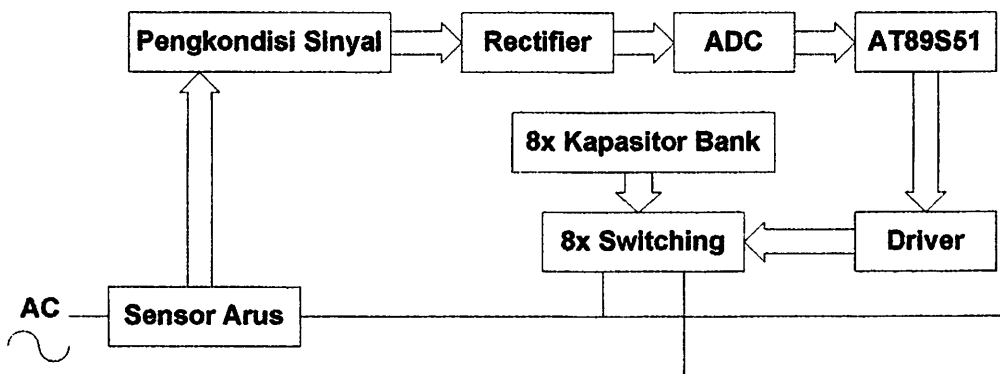 Pengkondisi Sinyal
Rectifier
ADC
AT89S51
8x Kapasitor Bank
8x Switching
Driver
AC
Sensor Arus